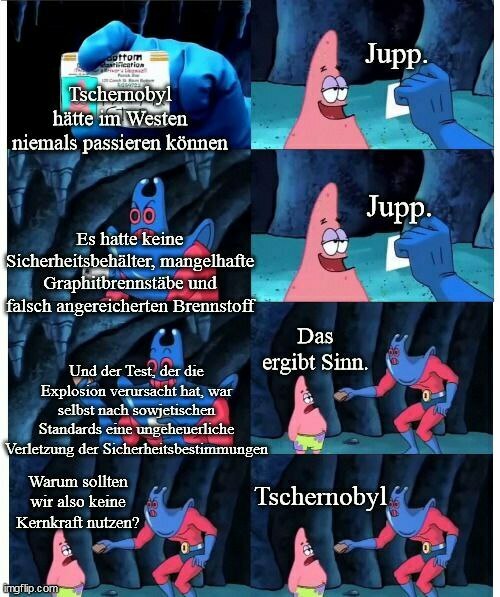 ottom
entification
Tschernobyl
hätte im Westen
niemals passieren können
Jupp.
Es hatte keine
Sicherheitsbehälter, mangelhafte
Graphitbrennstäbe und
falsch angereicherten Brennstoff
Jupp.
Und der Test, der die
Explosion verursacht hat, war
selbst nach sowjetischen
Standards eine ungeheuerliche
Verletzung der Sicherheitsbestimmungen
Das
ergibt Sinn.
Warum sollten
wir also keine
Kernkraft nutzen?
Tschernobyl
imgflip.com